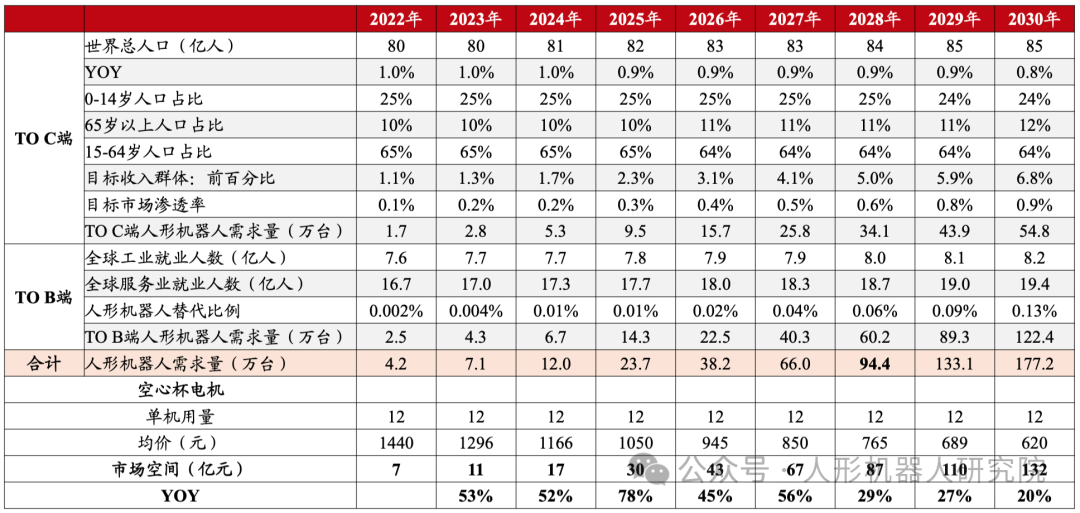 2022年 2023年 2024年 2025年 2026年 2027年 2028年 2029年 2030年
TO C端
世界总人口（亿人） 80 80 81 82 83 83 84 85 85
YOY 1.0% 1.0% 1.0% 0.9% 0.9% 0.9% 0.9% 0.9% 0.8%
0-14岁人口占比 25% 25% 25% 25% 25% 25% 25% 24% 24%
65岁以上人口占比 10% 10% 10% 10% 11% 11% 11% 11% 12%
15-64岁人口占比 65% 65% 65% 65% 64% 64% 64% 64% 64%
目标收入群体：前百分比 1.1% 1.3% 1.7% 2.3% 3.1% 4.1% 5.0% 5.9% 6.8%
目标市场渗透率 0.1% 0.2% 0.2% 0.3% 0.4% 0.5% 0.6% 0.8% 0.9%
TO C端人形机器人需求量（万台） 1.7 2.8 5.3 9.5 15.7 25.8 34.1 43.9 54.8
TO B端
全球工业就业人数（亿人） 7.6 7.7 7.7 7.8 7.9 7.9 8.0 8.1 8.2
全球服务业就业人数（亿人） 16.7 17.0 17.3 17.7 18.0 18.3 18.7 19.0 19.4
人形机器人替代比例 0.002% 0.004% 0.01% 0.01% 0.02% 0.04% 0.06% 0.09% 0.13%
TO B端人形机器人需求量（万台） 2.5 4.3 6.7 14.3 22.5 40.3 60.2 89.3 122.4
合计 人形机器人需求量（万台） 4.2 7.1 12.0 23.7 38.2 66.0 94.4 133.1 177.2
空心杯电机
单机用量 12 12 12 12 12 12 12 12 12
均价（元） 1440 1296 1166 1050 945 850 765 689 620
市场空间（亿元） 7 11 17 30 43 67 87 110 132
YOY 53% 52% 78% 45% 56% 29% 27% 20%
公众号·人形机器人研究院